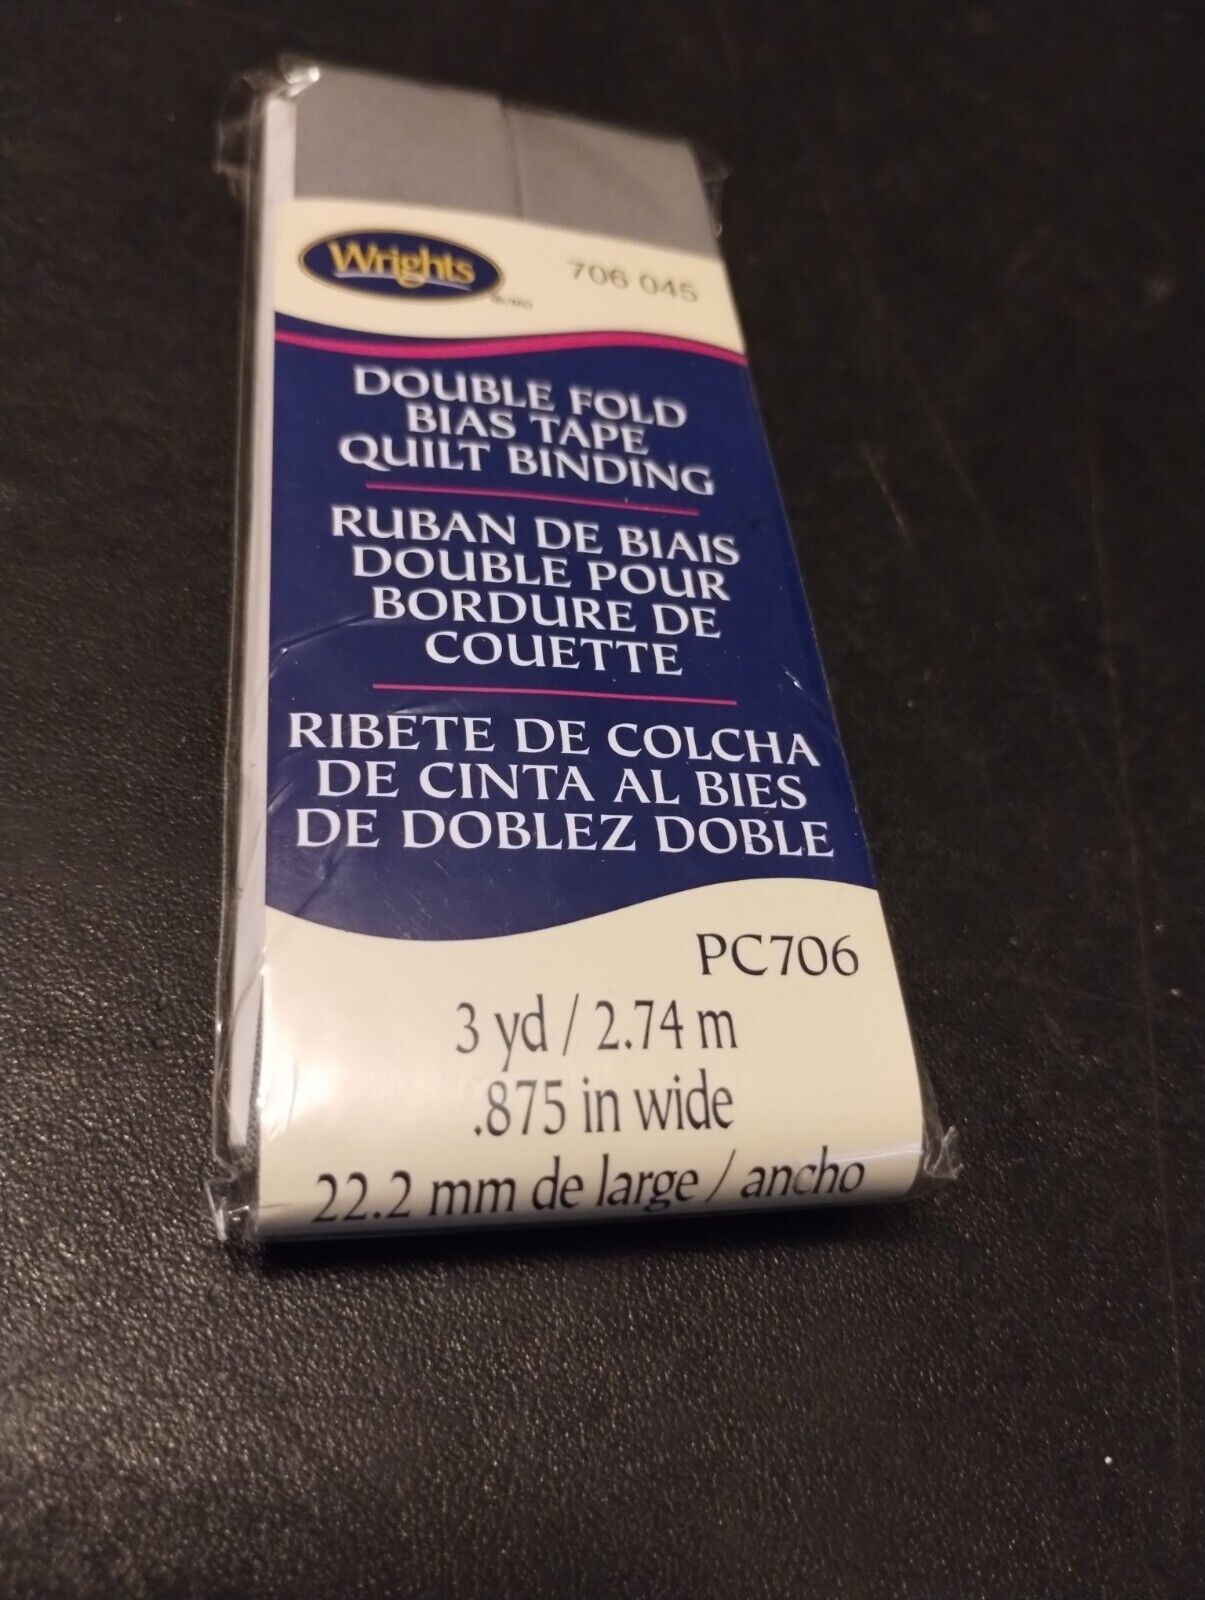 Wrights
706 045
DOUBLE FOLD
BIAS TAPE
QUILT BINDING
RUBAN DE BIAIS
DOUBLE POUR
BORDURE DE
COUETTE
RIBETE DE COLCHA
DE CINTA AL BIES
DE DOBLEZ DOBLE
PC706
3 yd / 2.74 m
.875 in wide
22.2 mm de large / ancho